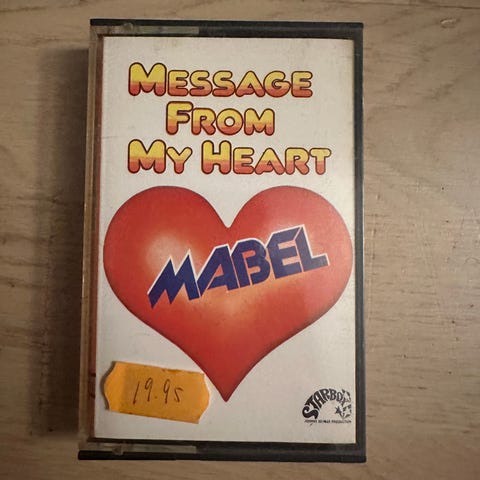 MESSAGE
FROM
MY HEART
MABEL
19.95
STARBOX